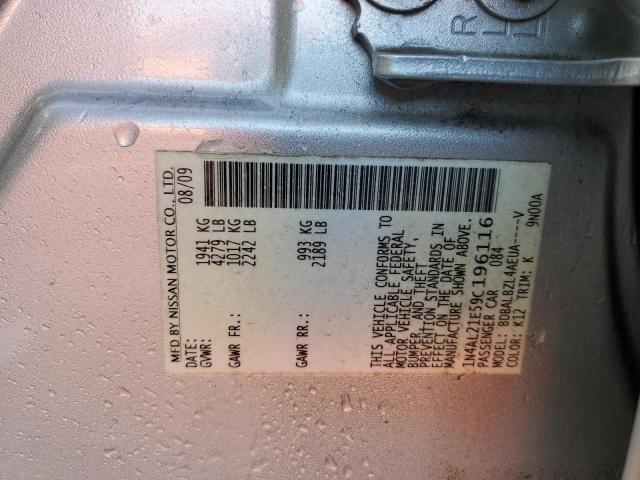 MFD BY NISSAN MOTOR CO., LTD.
DATE: 08/09
GVWR: 1941 KG
4279 LB
GAWR FR.: 1017 KG
2242 LB
GAWR RR.: 993 KG
2189 LB
THIS VEHICLE CONFORMS TO
ALL APPLICABLE FEDERAL
MOTOR VEHICLE SAFETY,
BUMPER, AND THEFT
PREVENTION STANDARDS IN
EFFECT ON THE DATE OF
MANUFACTURE SHOWN ABOVE.
1N4AL21E59C196116
PASSENGER CAR 084
MODEL: BDBALBZL4AEUA-----V
COLOR: K12 TRIM: K 9N00A
R
L
L